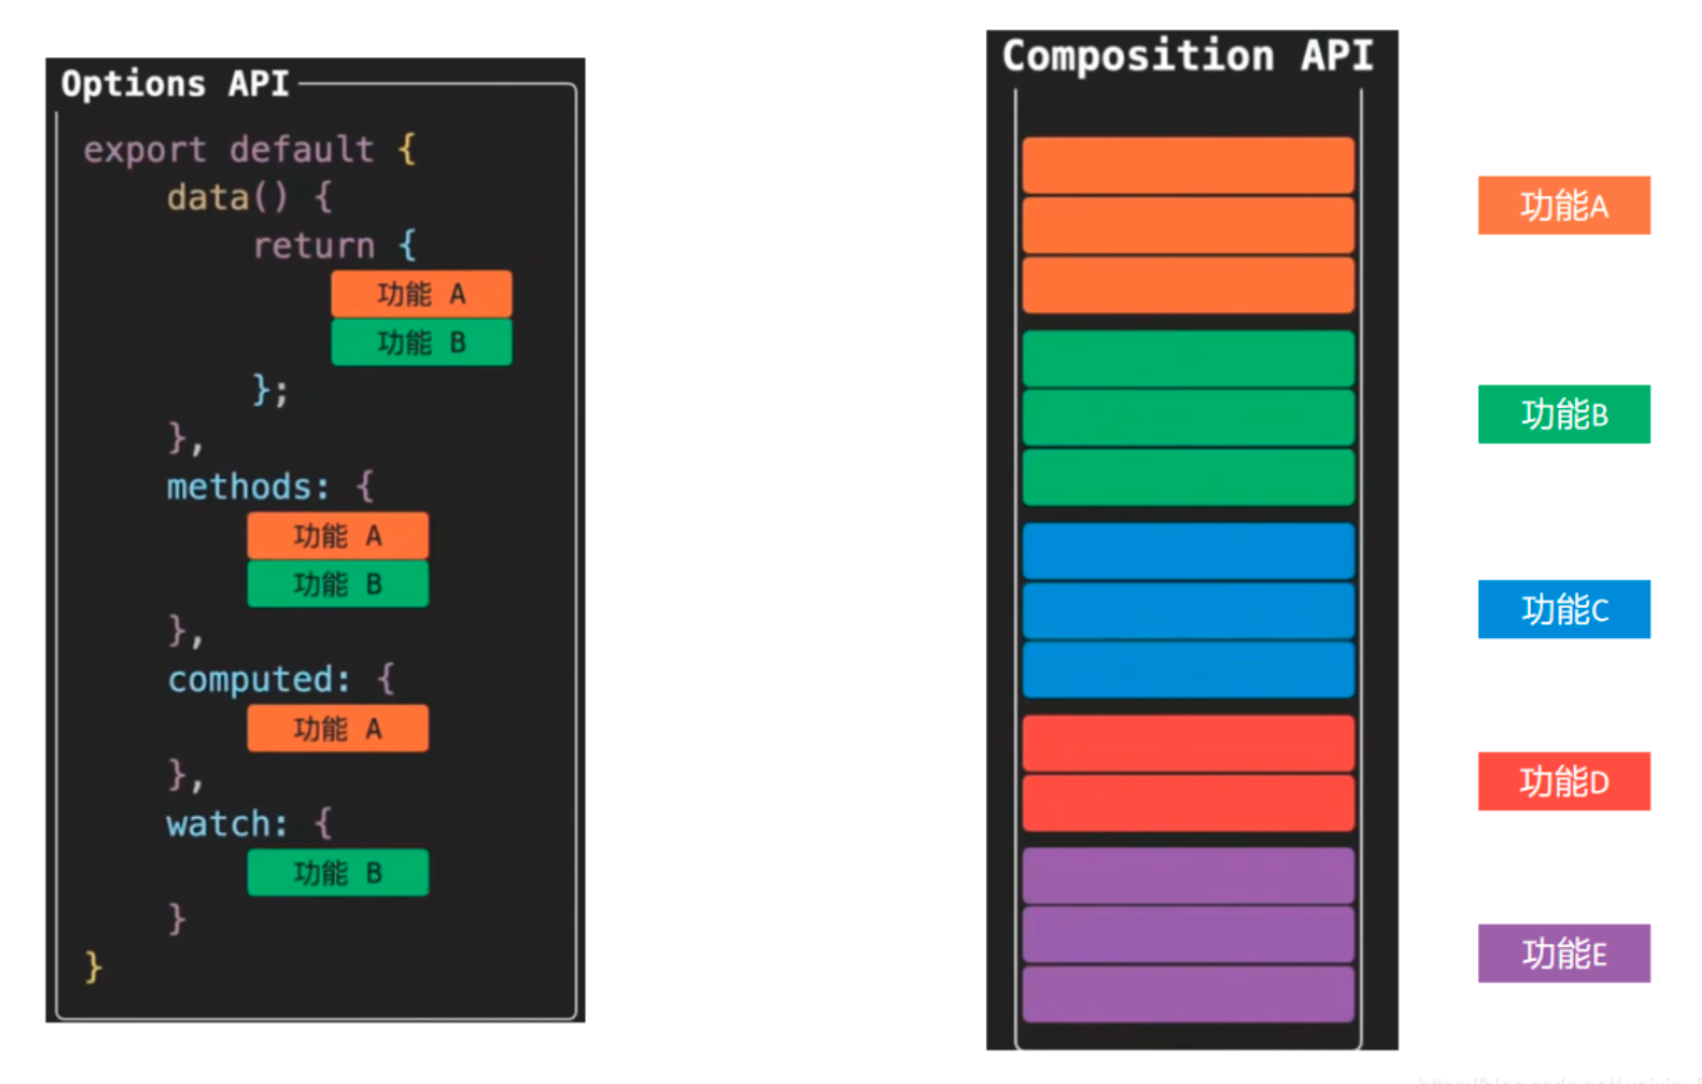 Options API
export default {
data() {
return {
功能 A
功能 B
};
},
methods: {
功能 A
功能 B
},
computed: {
功能 A
},
watch: {
功能 B
}
}
Composition API
功能A
功能B
功能C
功能D
功能E